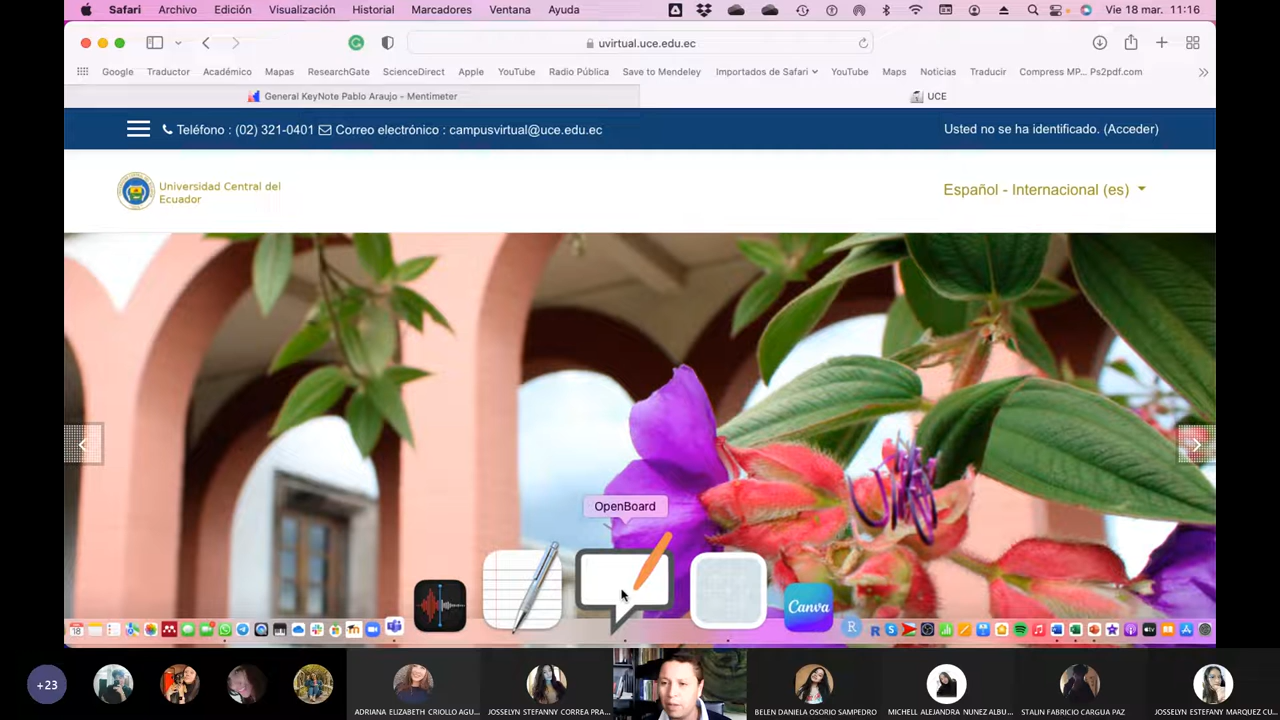 Safari Archivo Edición Visualización Historial Marcadores Ventana Ayuda Vie 18 mar. 11:16
uvirtual.uce.edu.ec
Google Traductor Académico Mapas ResearchGate ScienceDirect Apple YouTube Radio Pública Save to Mendeley Importados de Safari YouTube Maps Noticias Traducir Compress MP... Ps2pdf.com
General KeyNote Pablo Araujo – Mentimeter UCE
Teléfono : (02) 321-0401 Correo electrónico : campusvirtual@uce.edu.ec Usted no se ha identificado. (Acceder)
Universidad Central del
Ecuador
Español - Internacional (es)
OpenBoard
Canva
18
+23
ADRIANA ELIZABETH CRIOLLO AGU... JOSSELYN STEFANNY CORREA PRA... BELEN DANIELA OSORIO SAMPEDRO MICHELL ALEJANDRA NUNEZ ALBU... STALIN FABRICIO CARGUA PAZ JOSSELYN ESTEFANY MARQUEZ CU...